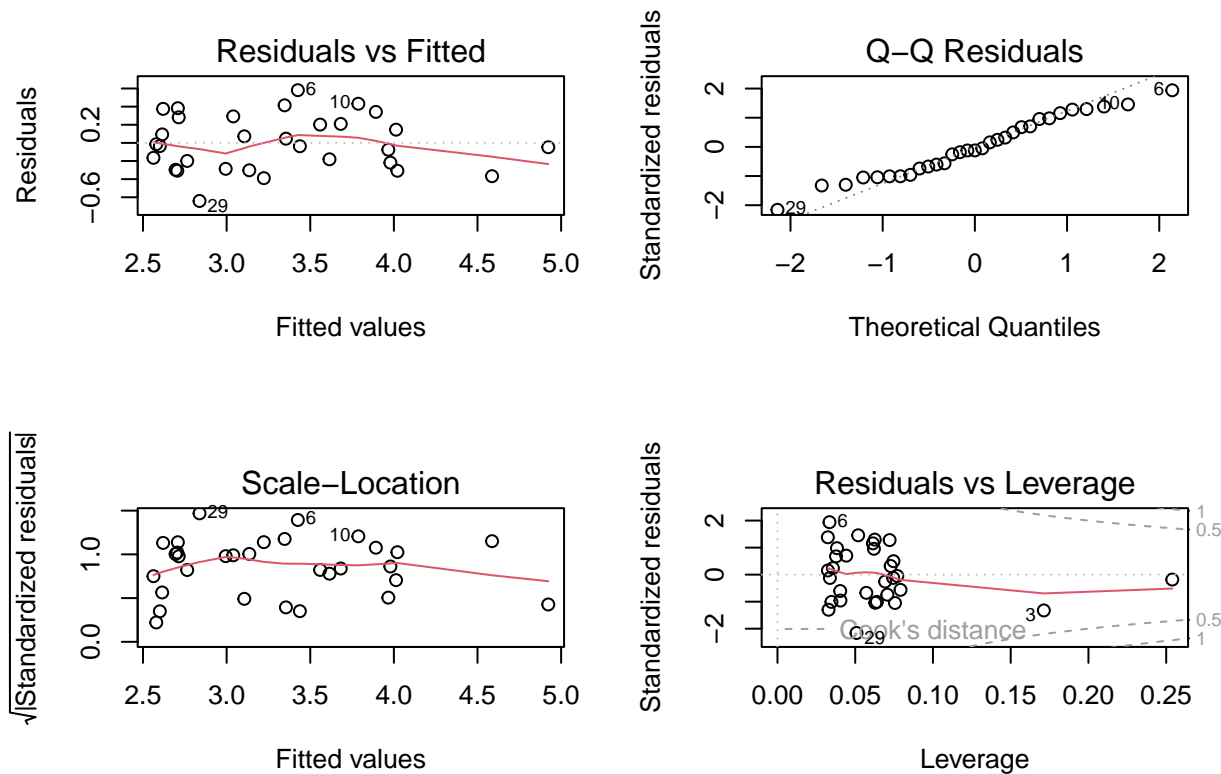 Residuals vs Fitted
Residuals
0.2
−0.6
6
10
29
2.5 3.0 3.5 4.0 4.5 5.0
Fitted values
Q−Q Residuals
Standardized residuals
2
0
−2
29
10
6
−2 −1 0 1 2
Theoretical Quantiles
Scale−Location
√|Standardized residuals|
1.0
0.0
29
6
10
2.5 3.0 3.5 4.0 4.5 5.0
Fitted values
Residuals vs Leverage
Standardized residuals
2
0
−2
6
3
29
Cook's distance
1
0.5
0.5
1
0.00 0.05 0.10 0.15 0.20 0.25
Leverage